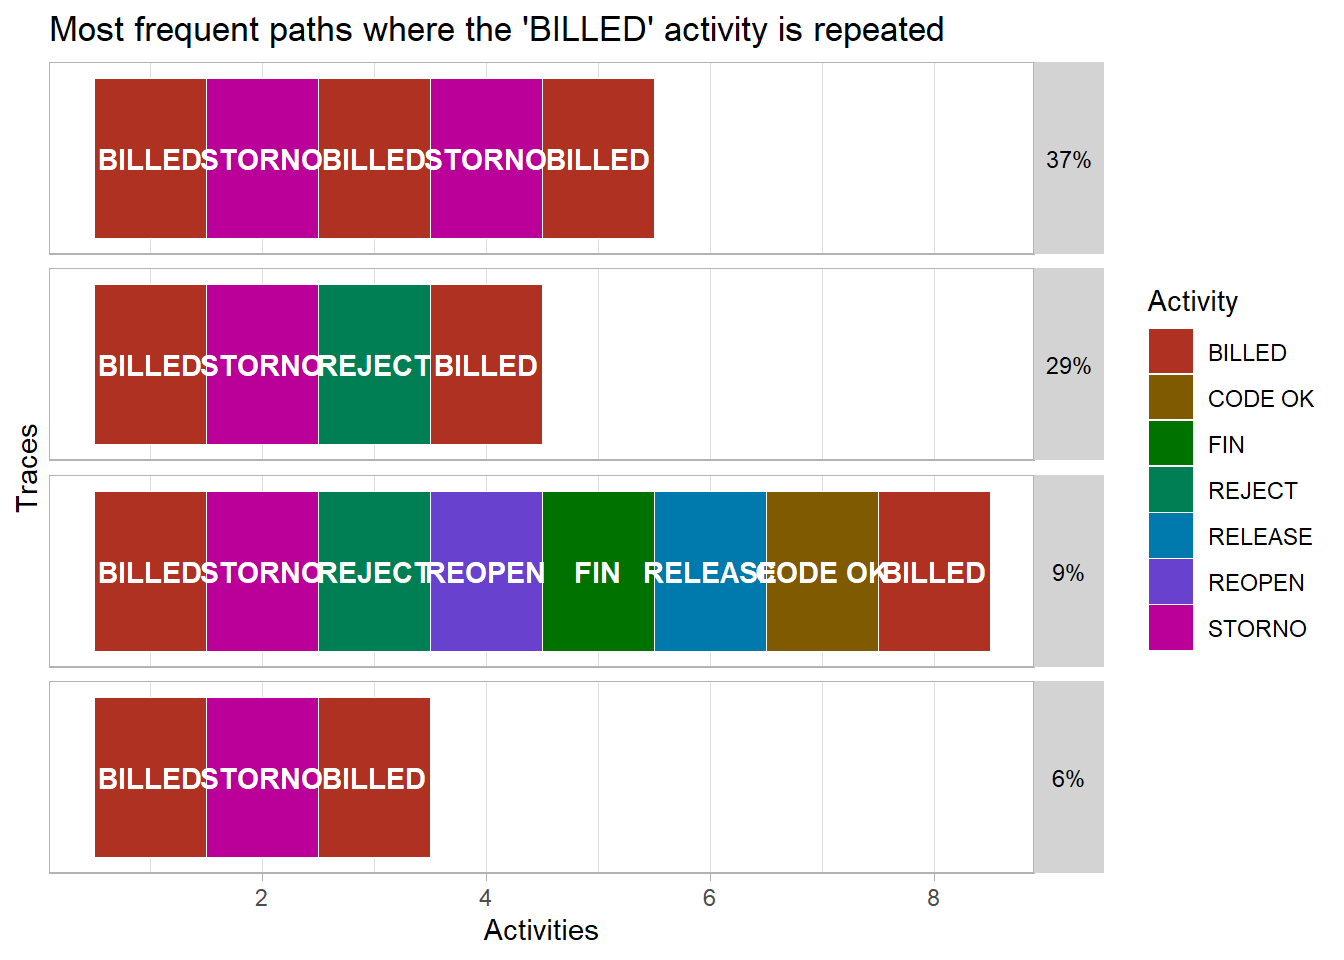 Most frequent paths where the 'BILLED' activity is repeated
BILLED STORNO BILLED STORNO BILLED
37%
BILLED STORNO REJECT BILLED
29%
BILLED STORNO REJECT REOPEN FIN RELEASE CODE OK BILLED
9%
BILLED STORNO BILLED
6%
Traces
2 4 6 8
Activities
Activity
BILLED
CODE OK
FIN
REJECT
RELEASE
REOPEN
STORNO